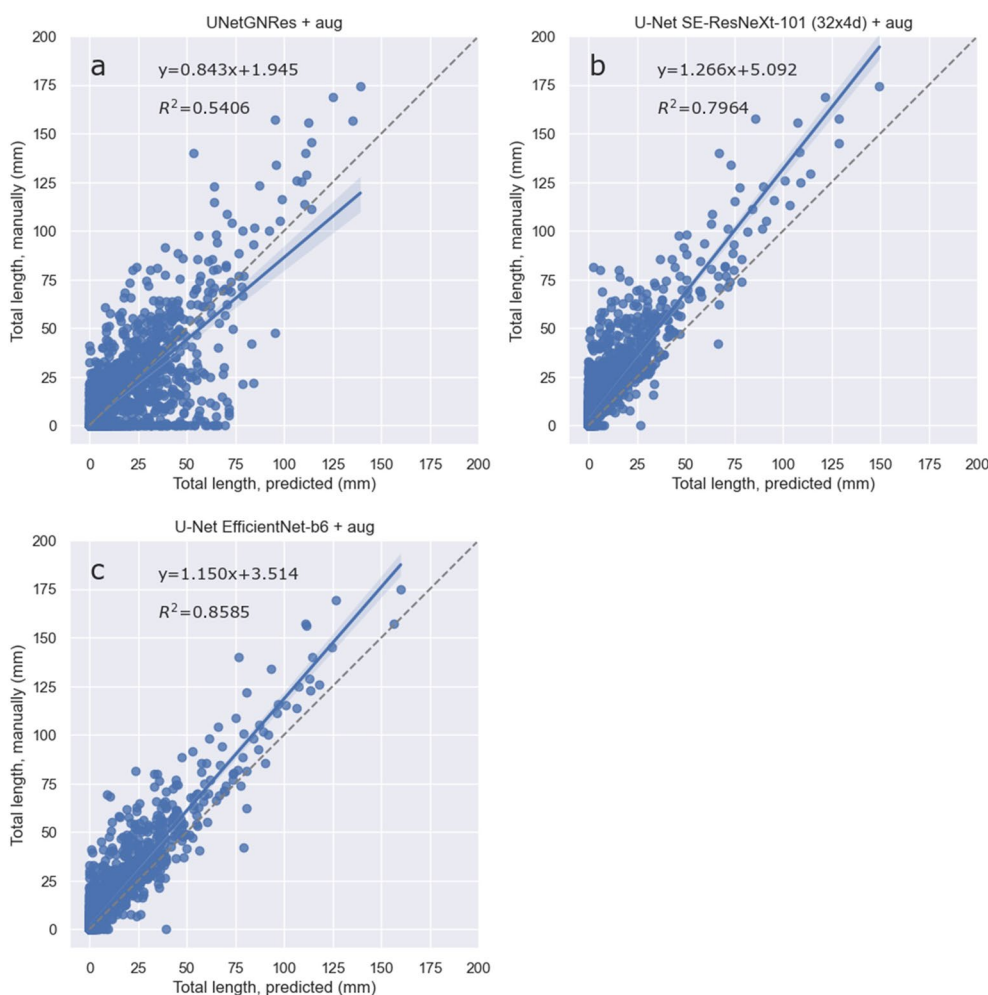 UNetGNRes + aug
a
y=0.843x+1.945
R²=0.5406
200
175
150
125
100
75
50
25
0
Total length, manually (mm)
0 25 50 75 100 125 150 175 200
Total length, predicted (mm)
U-Net SE-ResNeXt-101 (32x4d) + aug
b
y=1.266x+5.092
R²=0.7964
200
175
150
125
100
75
50
25
0
Total length, manually (mm)
0 25 50 75 100 125 150 175 200
Total length, predicted (mm)
U-Net EfficientNet-b6 + aug
c
y=1.150x+3.514
R²=0.8585
200
175
150
125
100
75
50
25
0
Total length, manually (mm)
0 25 50 75 100 125 150 175 200
Total length, predicted (mm)